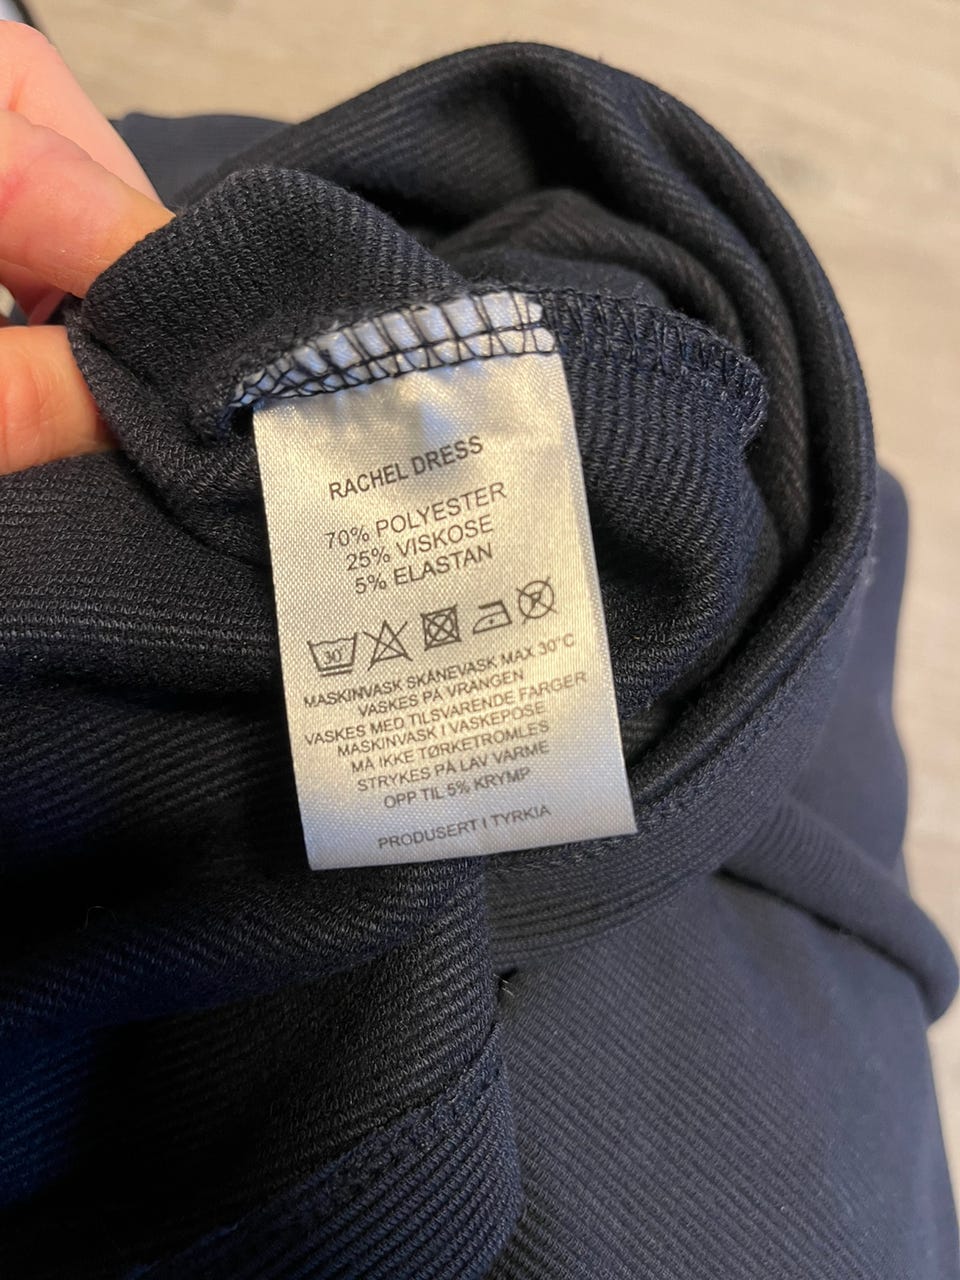 RACHEL DRESS
70% POLYESTER
25% VISKOSE
5% ELASTAN
30°
MASKINVASK SKÅNEVASK MAX 30°C
VASKES PÅ VRANGEN
VASKES MED TILSVARENDE FARGER
MASKINVASK I VASKEPOSE
MÅ IKKE TØRKETROMLES
STRYKES PÅ LAV VARME
OPP TIL 5% KRYMP
PRODUSERT I TYRKIA